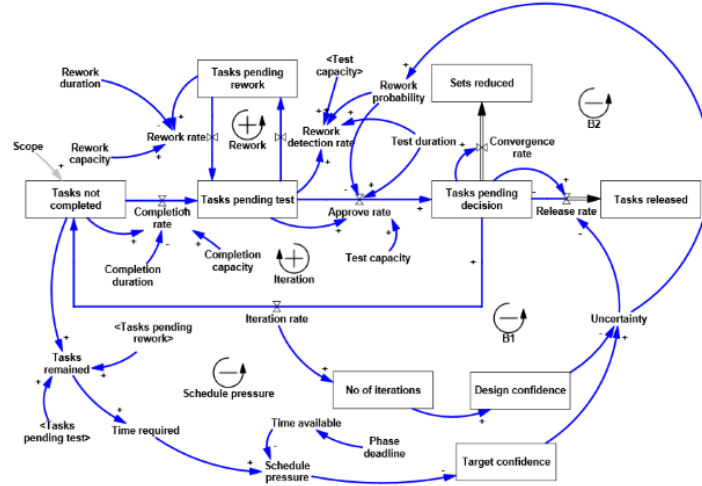 <Test
capacity>
Rework
duration
Tasks pending
rework
Rework
probability
Sets reduced
B2
Rework rate
Rework
Rework
detection rate
Test duration
Convergence
rate
Scope
Rework
capacity
Tasks not
completed
Tasks pending test
Tasks pending
decision
Tasks released
Completion
rate
Approve rate
Release rate
Completion
duration
Completion
capacity
Iteration
Test capacity
Iteration rate
B1
Uncertainty
<Tasks pending
rework>
Tasks
remained
Schedule pressure
No of iterations
Design confidence
<Tasks
pending test>
Time required
Time available
Phase
deadline
Schedule
pressure
Target confidence